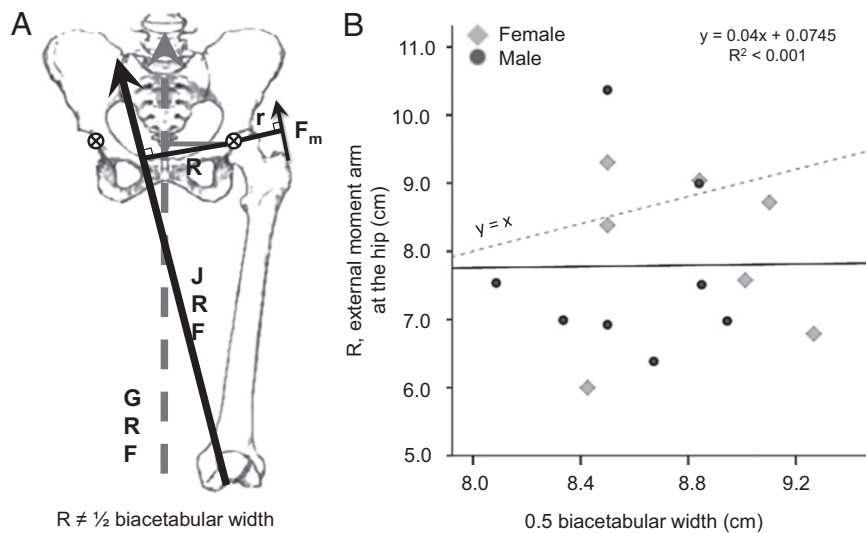 A
r
F_m
R
J
R
F
G
R
F
R ≠ ½ biacetabular width
B
Female
Male
y = 0.04x + 0.0745
R² < 0.001
y = x
R, external moment arm
at the hip (cm)
11.0
10.0
9.0
8.0
7.0
6.0
5.0
8.0 8.4 8.8 9.2
0.5 biacetabular width (cm)